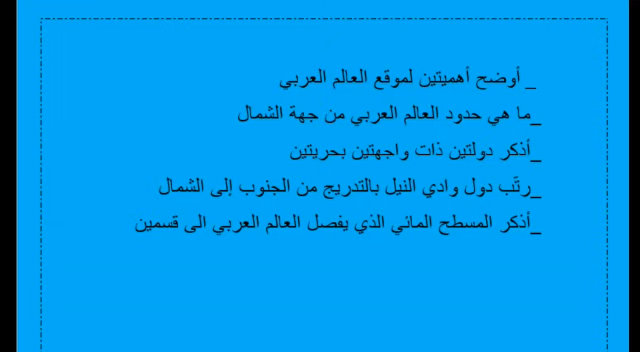 _ أوضح أهميتين لموقع العالم العربي
_ما هي حدود العالم العربي من جهة الشمال
_أذكر دولتين ذات واجهتين بحريتين
_رتّب دول وادي النيل بالتدريج من الجنوب إلى الشمال
_أذكر المسطح المائي الذي يفصل العالم العربي الى قسمين